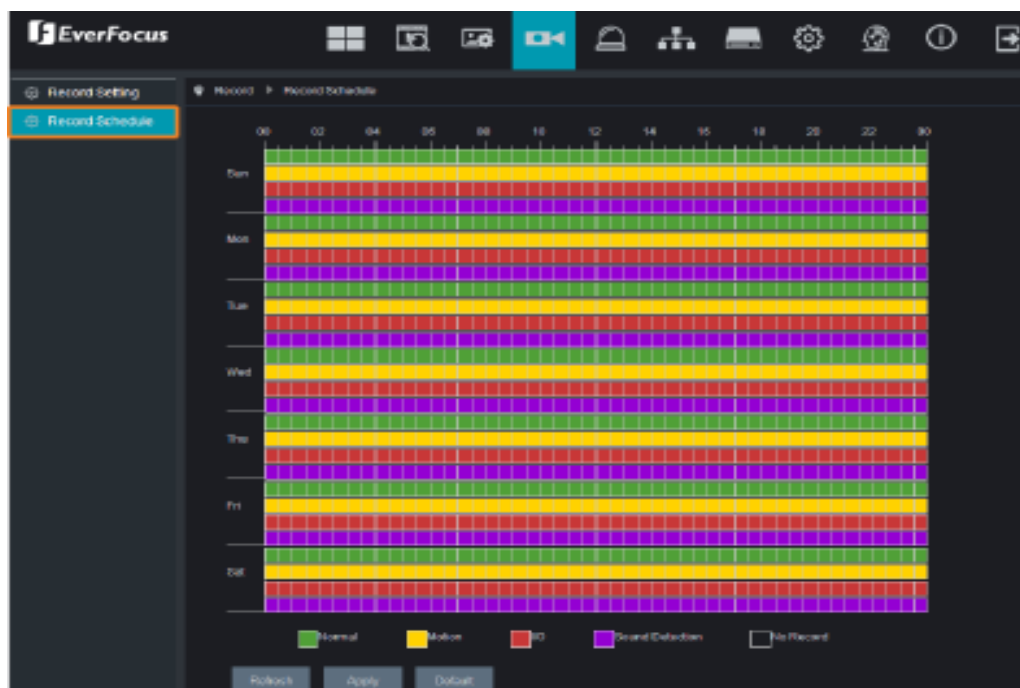 EverFocus
Record Setting
Record > Record Schedule
Record Schedule
00 02 04 06 08 10 12 14 16 18 20 22 00
Sun
Mon
Tue
Wed
Thu
Fri
Sat
Normal Motion I/O Sound Detection No Record
Refresh Apply Default